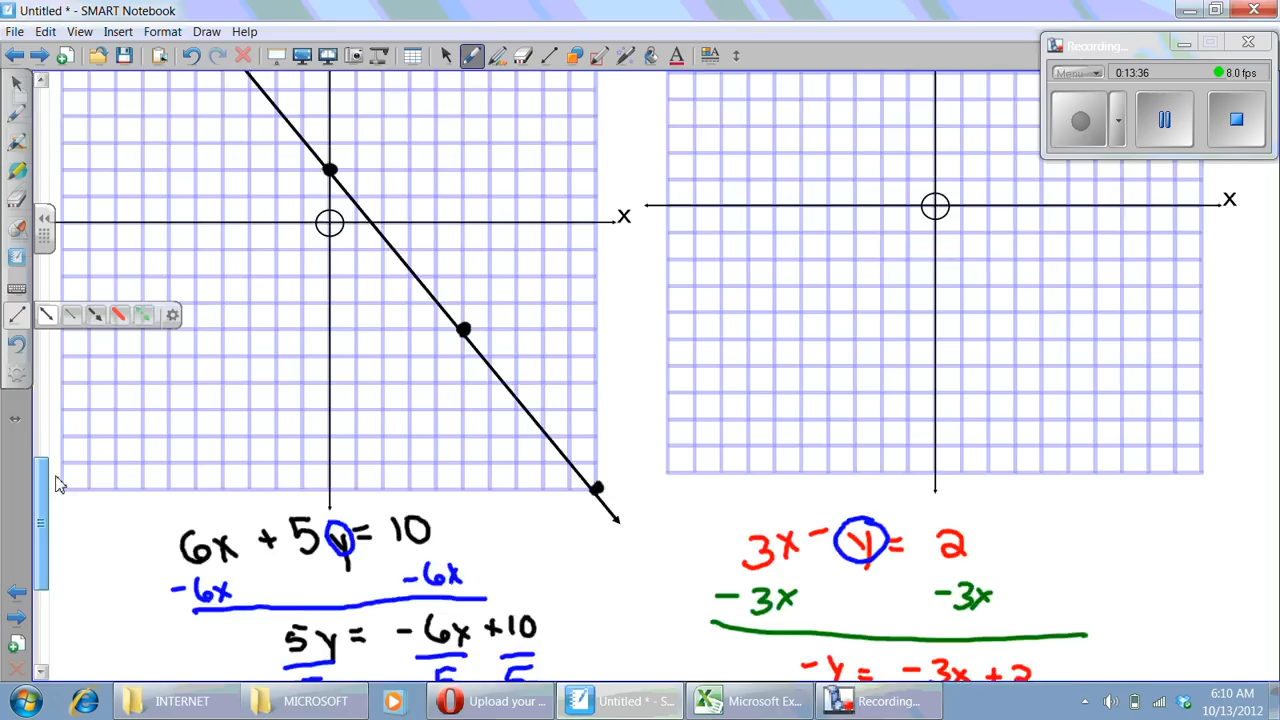 Untitled * - SMART Notebook
File Edit View Insert Format Draw Help
Recording...
Menu 0:13:36 8.0 fps
x
x
6x + 5y = 10
-6x -6x
5y = -6x +10
5 5
3x - y = 2
-3x -3x
-y = -3x + 2
INTERNET MICROSOFT Upload your ... Untitled * - S... Microsoft Ex... Recording...
6:10 AM
10/13/2012